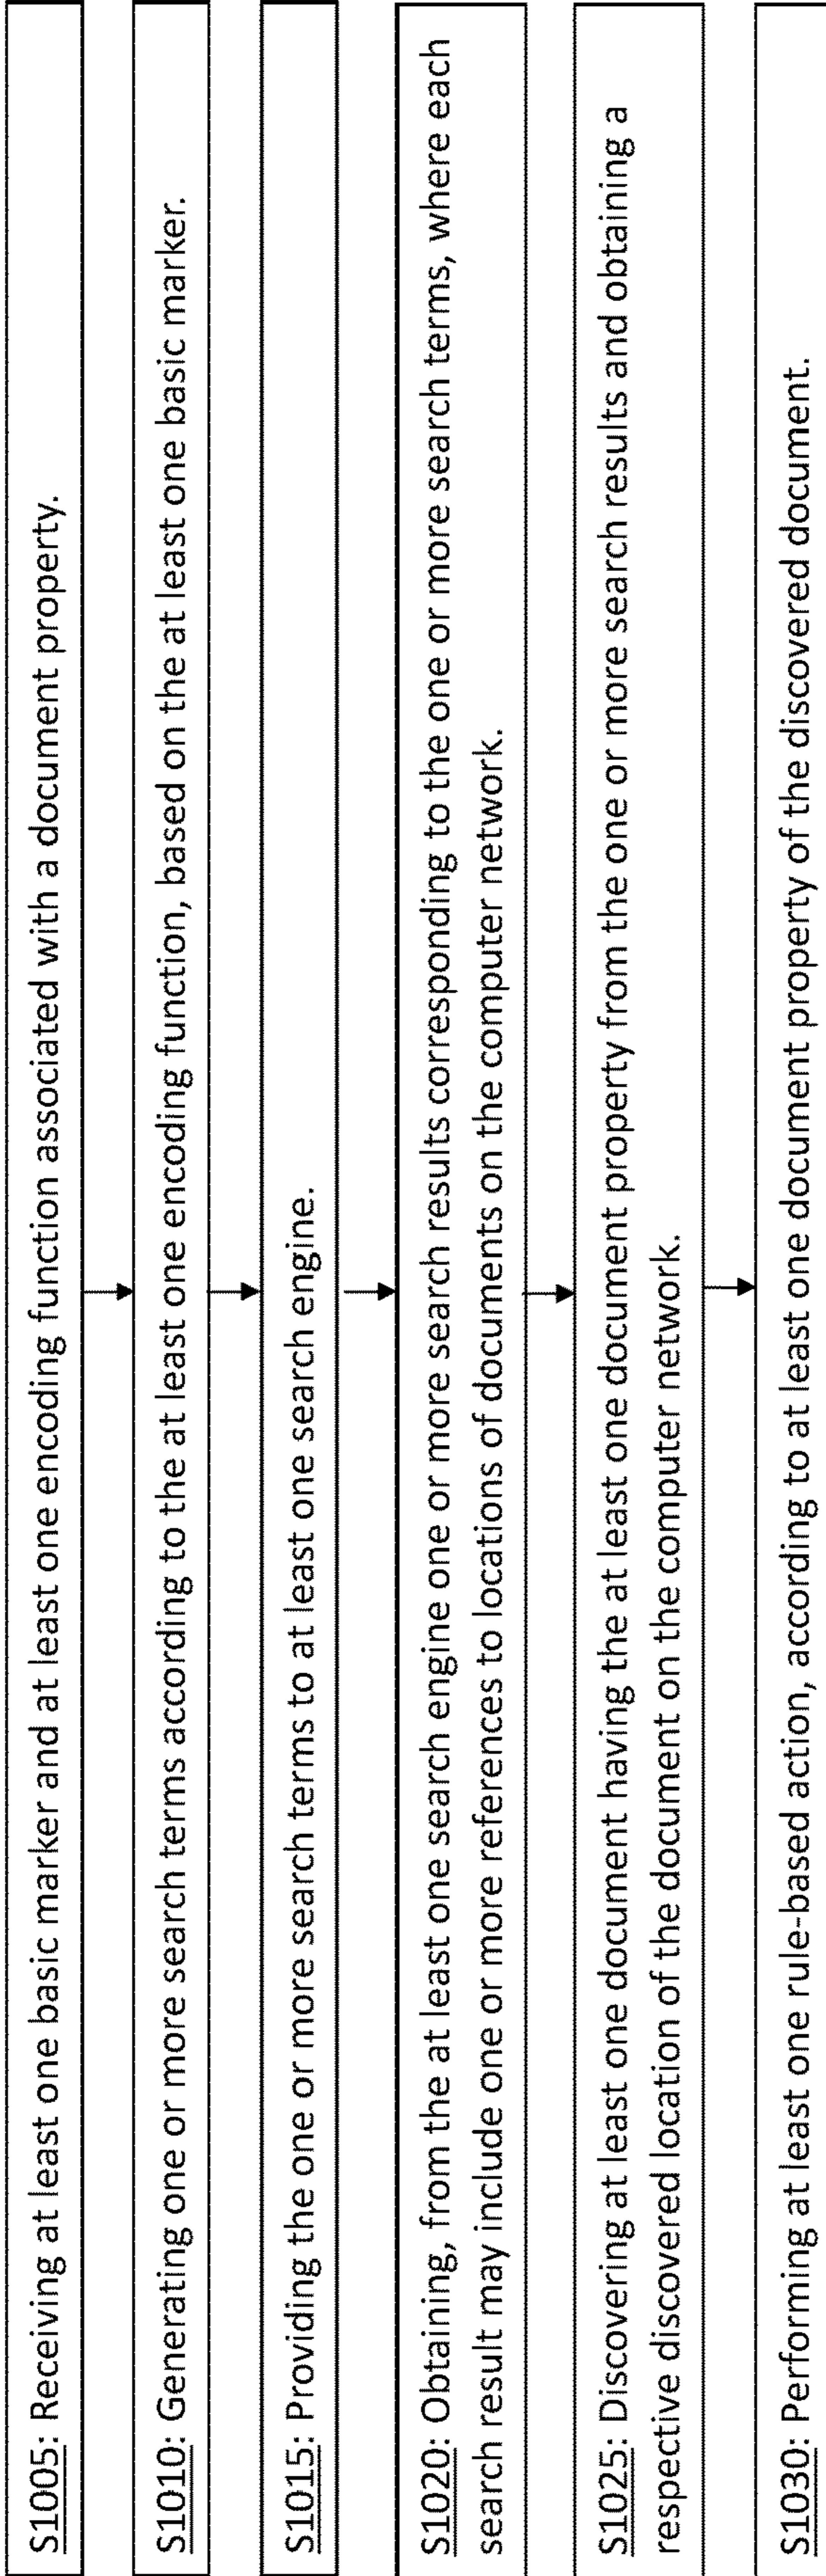 S1005: Receiving at least one basic marker and at least one encoding function associated with a document property.
S1010: Generating one or more search terms according to the at least one encoding function, based on the at least one basic marker.
S1015: Providing the one or more search terms to at least one search engine.
S1020: Obtaining, from the at least one search engine one or more search results corresponding to the one or more search terms, where each
search result may include one or more references to locations of documents on the computer network.
S1025: Discovering at least one document having the at least one document property from the one or more search results and obtaining a
respective discovered location of the document on the computer network.
S1030: Performing at least one rule-based action, according to at least one document property of the discovered document.